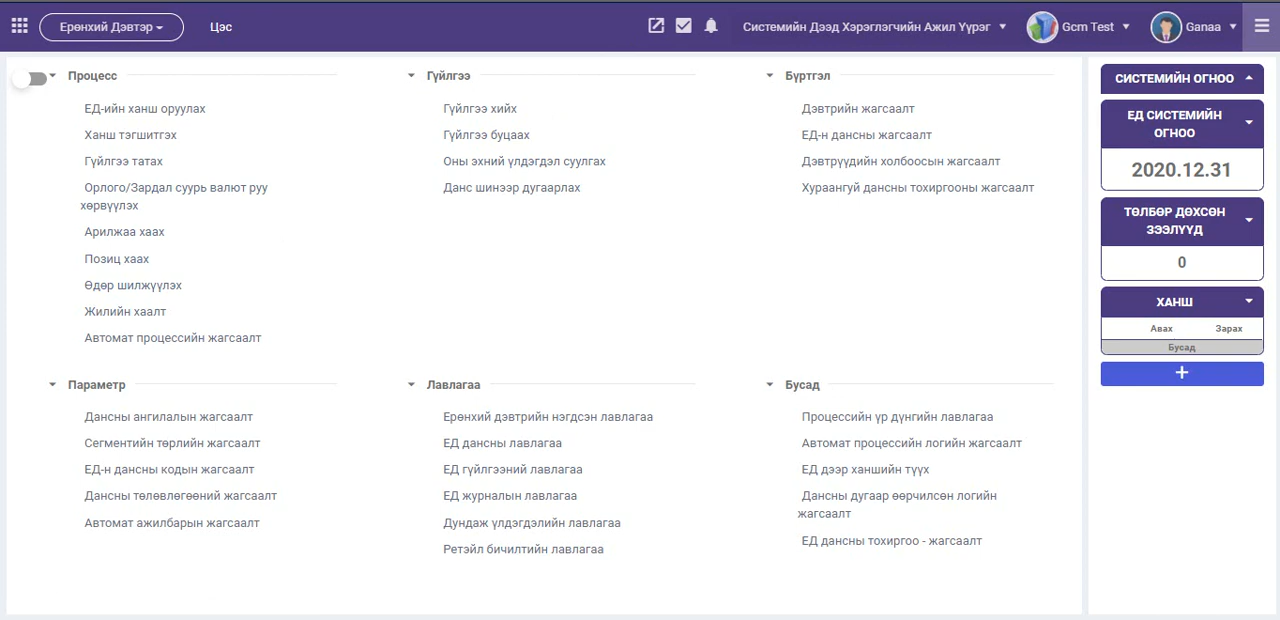 Ерөнхий Дэвтэр
Цэс
Системийн Дээд Хэрэглэгчийн Ажил Үүрэг
Gcm Test
Ganaa
Процесс
ЕД-ийн ханш оруулах
Ханш тэгшитгэх
Гүйлгээ татах
Орлого/Зардал суурь валют руу
хөрвүүлэх
Арилжаа хаах
Позиц хаах
Өдөр шилжүүлэх
Жилийн хаалт
Автомат процессийн жагсаалт
Гүйлгээ
Гүйлгээ хийх
Гүйлгээ буцаах
Оны эхний үлдэгдэл суулгах
Данс шинээр дугаарлах
Бүртгэл
Дэвтрийн жагсаалт
ЕД-н дансны жагсаалт
Дэвтрүүдийн холбоосын жагсаалт
Хураангуй дансны тохиргооны жагсаалт
Параметр
Дансны ангилалын жагсаалт
Сегментийн төрлийн жагсаалт
ЕД-н дансны кодын жагсаалт
Дансны төлөвлөгөөний жагсаалт
Автомат ажилбарын жагсаалт
Лавлагаа
Ерөнхий дэвтрийн нэгдсэн лавлагаа
ЕД дансны лавлагаа
ЕД гүйлгээний лавлагаа
ЕД журналын лавлагаа
Дундаж үлдэгдэлийн лавлагаа
Ретэйл бичилтийн лавлагаа
Бусад
Процессийн үр дүнгийн лавлагаа
Автомат процессийн логийн жагсаалт
ЕД дээр ханшийн түүх
Дансны дугаар өөрчилсөн логийн
жагсаалт
ЕД дансны тохиргоо - жагсаалт
СИСТЕМИЙН ОГНОО
ЕД СИСТЕМИЙН
ОГНОО
2020.12.31
ТӨЛБӨР ДӨХСӨН
ЗЭЭЛҮҮД
0
ХАНШ
Авах Зарах
Бусад
+